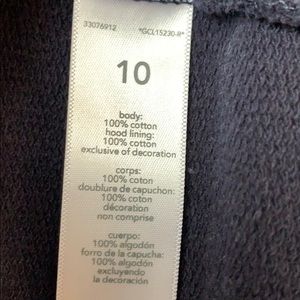 33076912 *GCL15230-R*
10
body:
100% cotton
hood lining:
100% cotton
exclusive of decoration
corps:
100% coton
doublure de capuchon:
100% coton
décoration
non comprise
cuerpo:
100% algodón
forro de la capucha:
100% algodón
excluyendo
la decoración